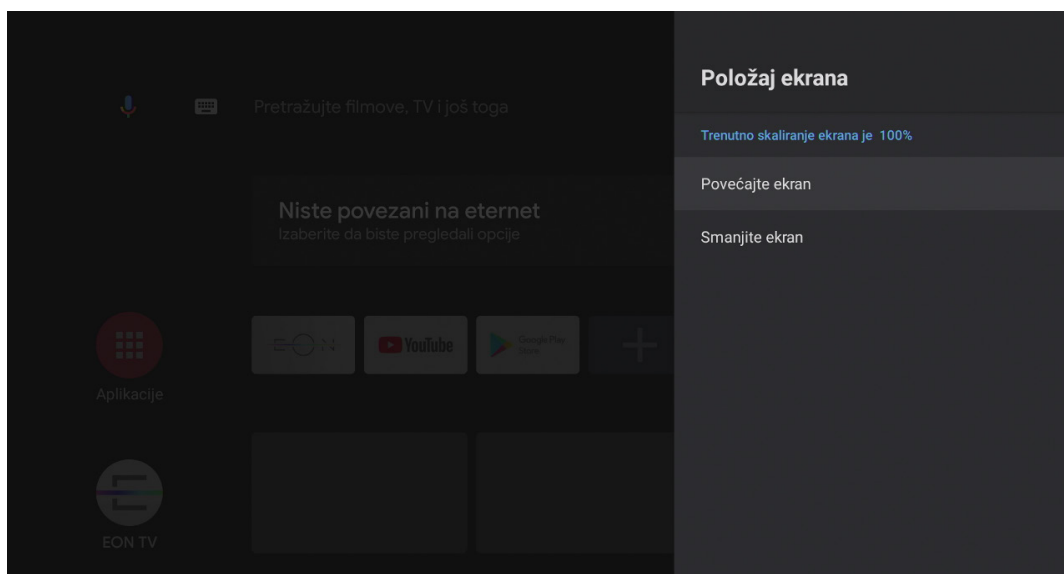 Položaj ekrana
Trenutno skaliranje ekrana je 100%
Povećajte ekran
Smanjite ekran
Pretražujte filmove, TV i još toga
Niste povezani na eternet
Izaberite da biste pregledali opcije
YouTube
Google Play
Aplikacije
EON TV